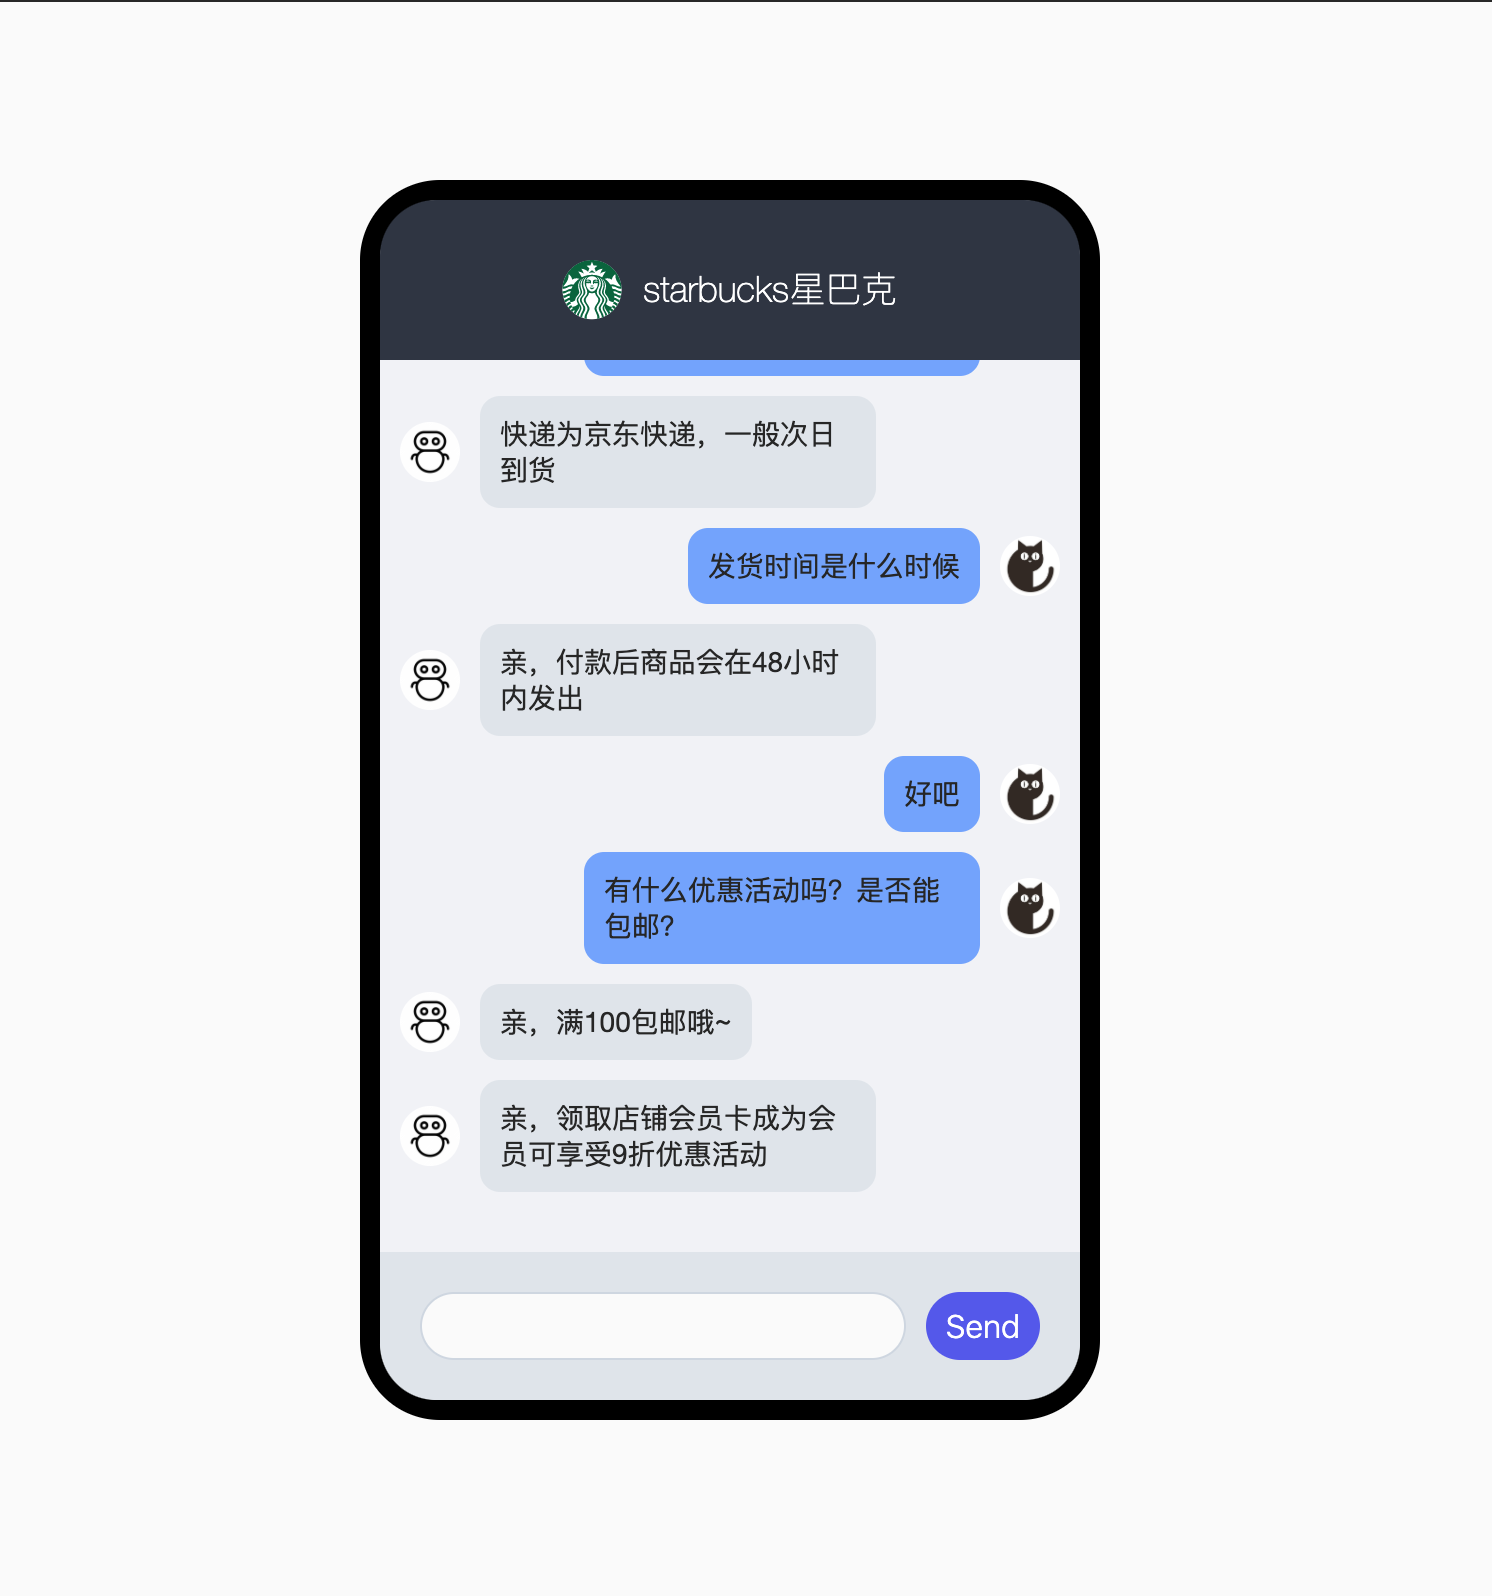 starbucks星巴克
快递为京东快递，一般次日
到货
发货时间是什么时候
亲，付款后商品会在48小时
内发出
好吧
有什么优惠活动吗？是否能
包邮？
亲，满100包邮哦~
亲，领取店铺会员卡成为会
员可享受9折优惠活动
Send